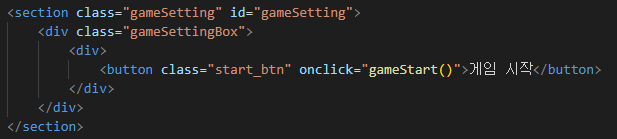 <section class="gameSetting" id="gameSetting">
    <div class="gameSettingBox">
        <div>
            <button class="start_btn" onclick="gameStart()">게임 시작</button>
        </div>
    </div>
</section>